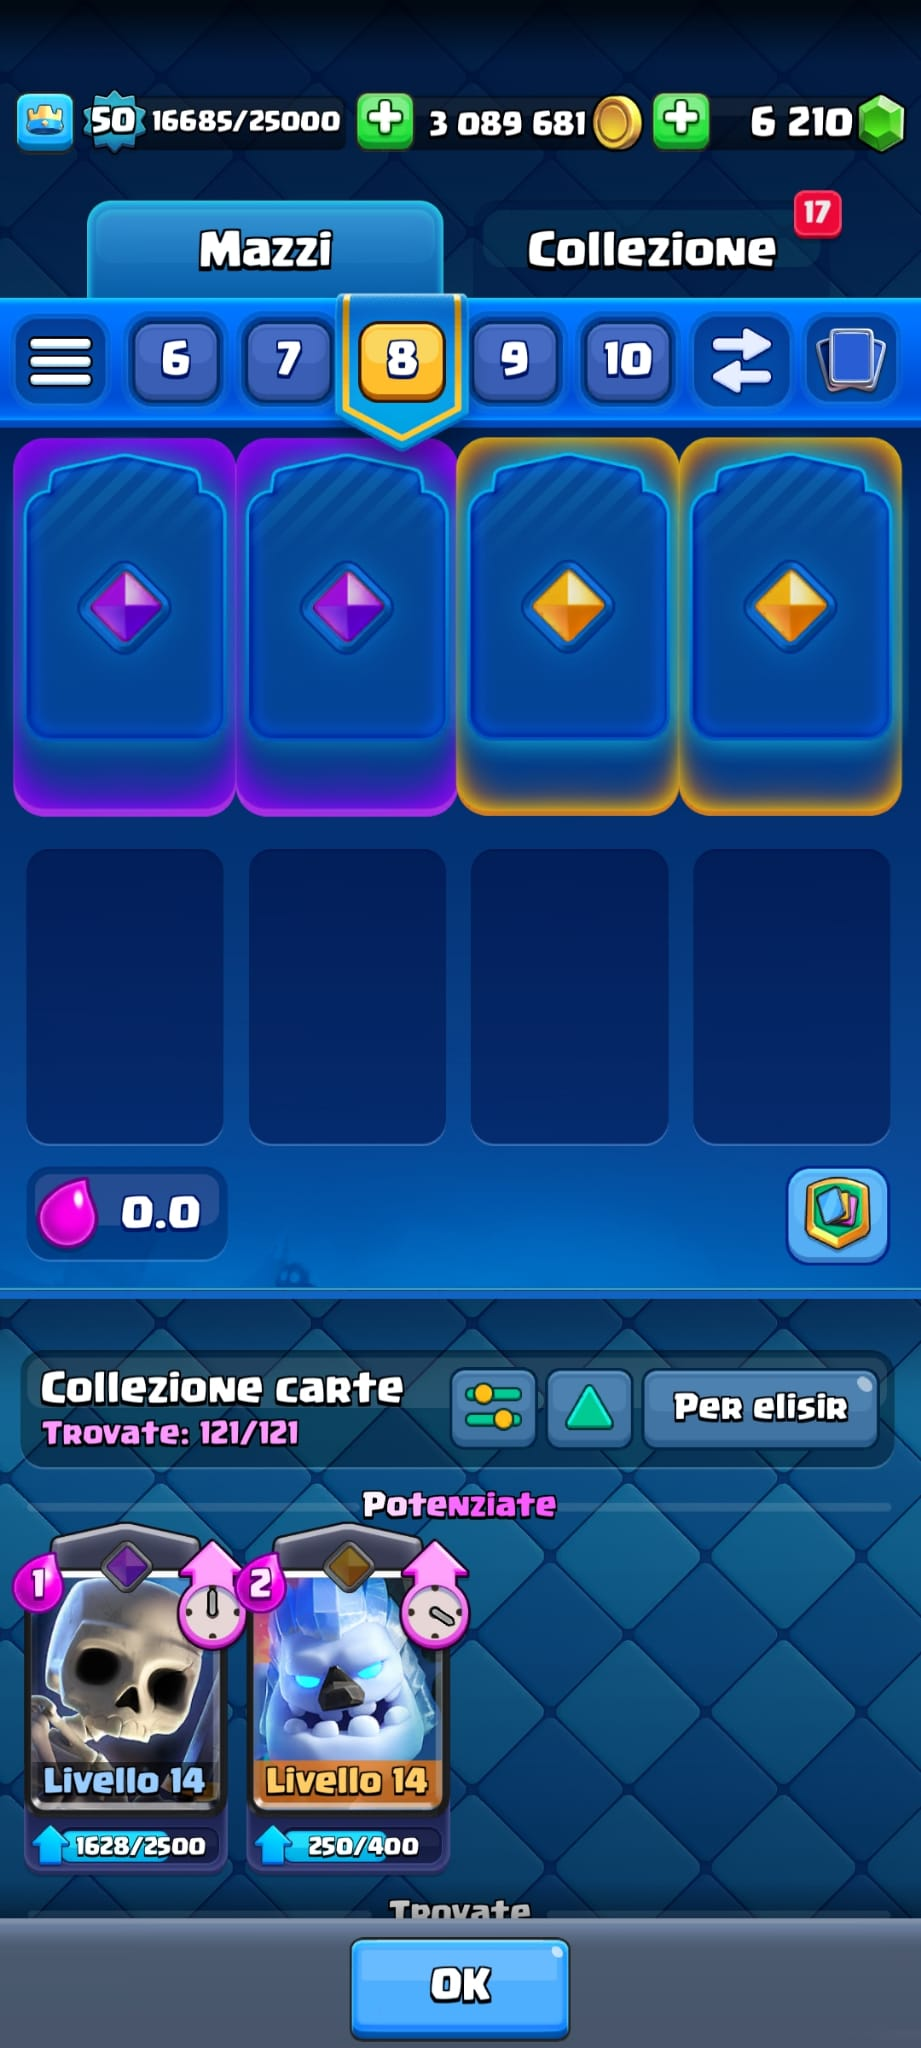 50 16685/25000 3 089 681 6 210
17
Mazzi Collezione
6 7 8 9 10
0.0
Collezione carte
Trovate: 121/121
Per elisir
Potenziate
1 2
Livello 14 Livello 14
1628/2500 250/400
Trovate
OK